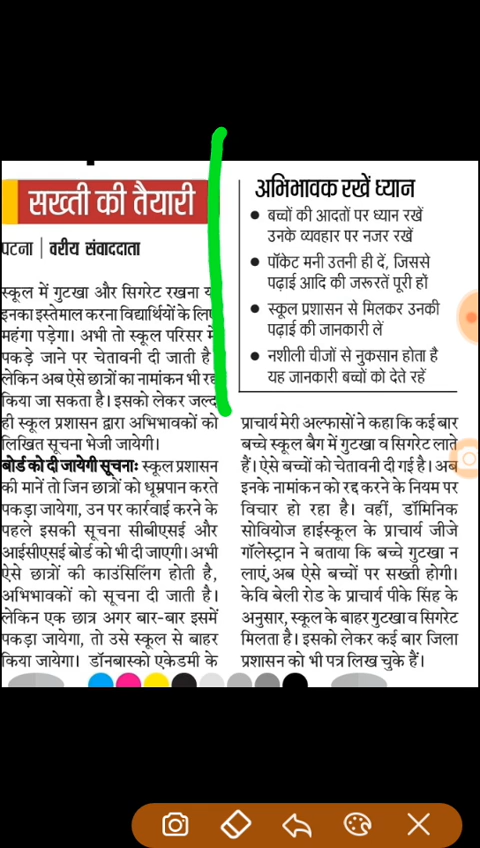 सख्ती की तैयारी
पटना | वरीय संवाददाता
स्कूल में गुटखा और सिगरेट रखना
इनका इस्तेमाल करना विद्यार्थियों के लिए
महंगा पड़ेगा। अभी तो स्कूल परिसर में
पकड़े जाने पर चेतावनी दी जाती है
लेकिन अब ऐसे छात्रों का नामांकन भी रद्द
किया जा सकता है। इसको लेकर जल्द
ही स्कूल प्रशासन द्वारा अभिभावकों को
लिखित सूचना भेजी जायेगी।
बोर्ड को दी जायेगी सूचनाः स्कूल प्रशासन
की मानें तो जिन छात्रों को धूम्रपान करते
पकड़ा जायेगा, उन पर कार्रवाई करने के
पहले इसकी सूचना सीबीएसई और
आईसीएसई बोर्ड को भी दी जाएगी। अभी
ऐसे छात्रों की काउंसिलिंग होती है,
अभिभावकों को सूचना दी जाती है।
लेकिन एक छात्र अगर बार-बार इसमें
पकड़ा जायेगा, तो उसे स्कूल से बाहर
किया जायेगा। डॉनबास्को एकेडमी के
अभिभावक रखें ध्यान
● बच्चों की आदतों पर ध्यान रखें
उनके व्यवहार पर नजर रखें
● पॉकेट मनी उतनी ही दें, जिससे
पढ़ाई आदि की जरूरतें पूरी हों
● स्कूल प्रशासन से मिलकर उनकी
पढ़ाई की जानकारी लें
● नशीली चीजों से नुकसान होता है
यह जानकारी बच्चों को देते रहें
प्राचार्य मेरी अल्फासों ने कहा कि कई बार
बच्चे स्कूल बैग में गुटखा व सिगरेट लाते
हैं। ऐसे बच्चों को चेतावनी दी गई है। अब
इनके नामांकन को रद्द करने के नियम पर
विचार हो रहा है। वहीं, डॉमिनिक
सोवियोज हाईस्कूल के प्राचार्य जीजे
गॉलेस्ट्रान ने बताया कि बच्चे गुटखा न
लाएं, अब ऐसे बच्चों पर सख्ती होगी।
केवि बेली रोड के प्राचार्य पीके सिंह के
अनुसार, स्कूल के बाहर गुटखा व सिगरेट
मिलता है। इसको लेकर कई बार जिला
प्रशासन को भी पत्र लिख चुके हैं।